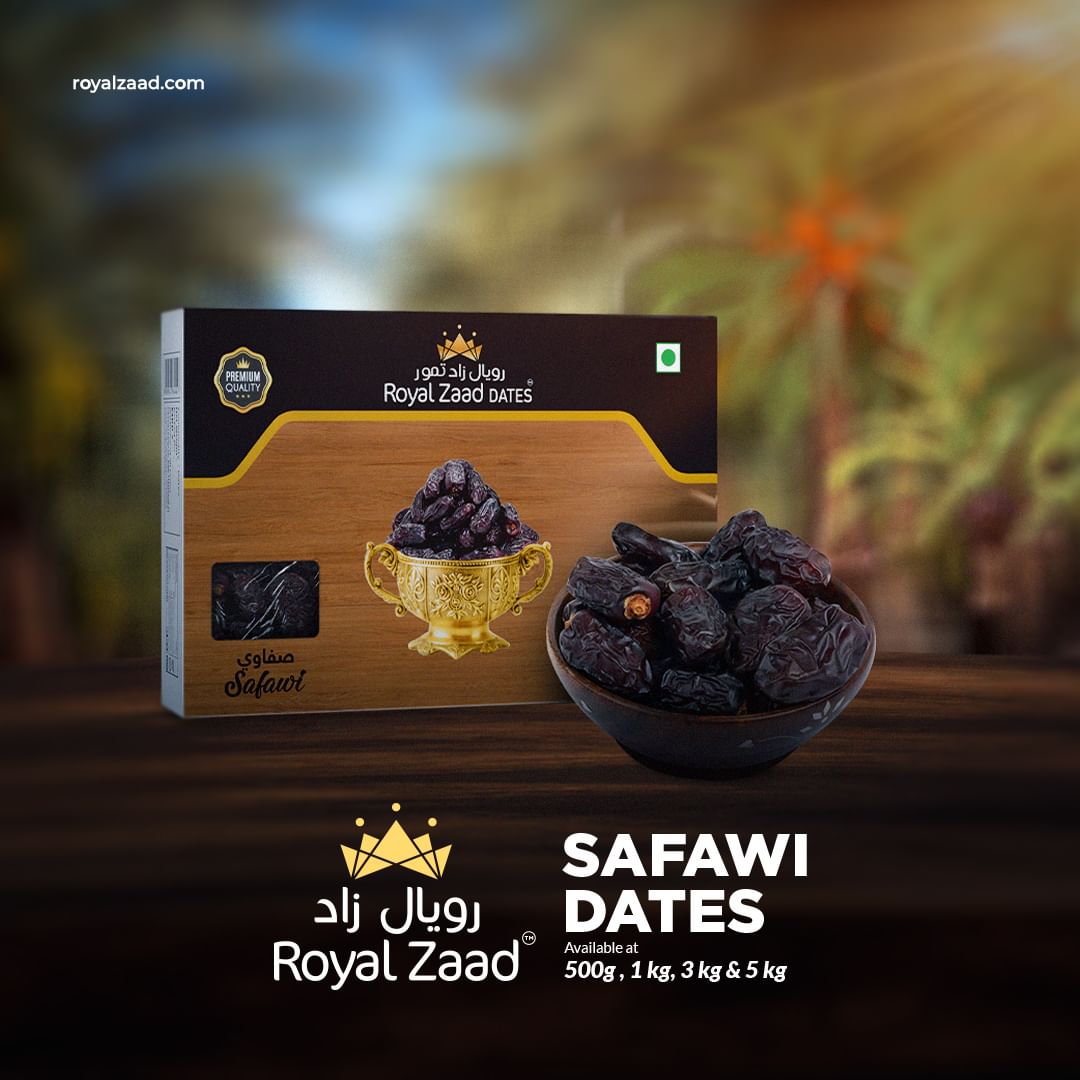 royalzaad.com
PREMIUM
QUALITY
رويال زاد تمور
Royal Zaad DATES
صفاوي
Safawi
رويال زاد
Royal Zaad™
SAFAWI
DATES
Available at
500g , 1 kg, 3 kg & 5 kg